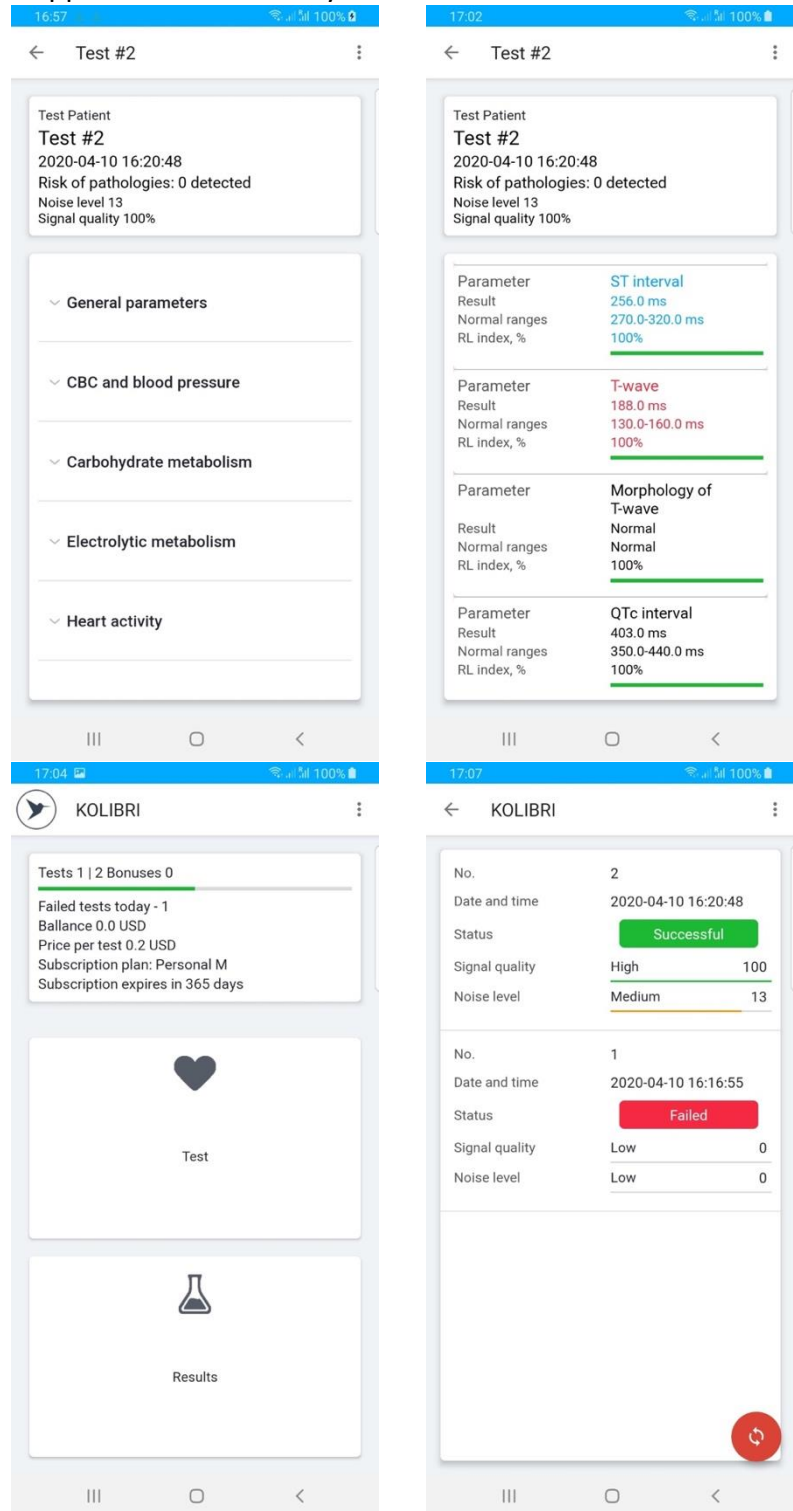 16:57
100%
Test #2
Test Patient
Test #2
2020-04-10 16:20:48
Risk of pathologies: 0 detected
Noise level 13
Signal quality 100%
General parameters
CBC and blood pressure
Carbohydrate metabolism
Electrolytic metabolism
Heart activity
17:02
100%
Test #2
Test Patient
Test #2
2020-04-10 16:20:48
Risk of pathologies: 0 detected
Noise level 13
Signal quality 100%
Parameter ST interval
Result 256.0 ms
Normal ranges 270.0-320.0 ms
RL index, % 100%
Parameter T-wave
Result 188.0 ms
Normal ranges 130.0-160.0 ms
RL index, % 100%
Parameter Morphology of
T-wave
Result Normal
Normal ranges Normal
RL index, % 100%
Parameter QTc interval
Result 403.0 ms
Normal ranges 350.0-440.0 ms
RL index, % 100%
17:04
100%
KOLIBRI
Tests 1 | 2 Bonuses 0
Failed tests today - 1
Ballance 0.0 USD
Price per test 0.2 USD
Subscription plan: Personal M
Subscription expires in 365 days
Test
Results
17:07
100%
KOLIBRI
No. 2
Date and time 2020-04-10 16:20:48
Status Successful
Signal quality High 100
Noise level Medium 13
No. 1
Date and time 2020-04-10 16:16:55
Status Failed
Signal quality Low 0
Noise level Low 0